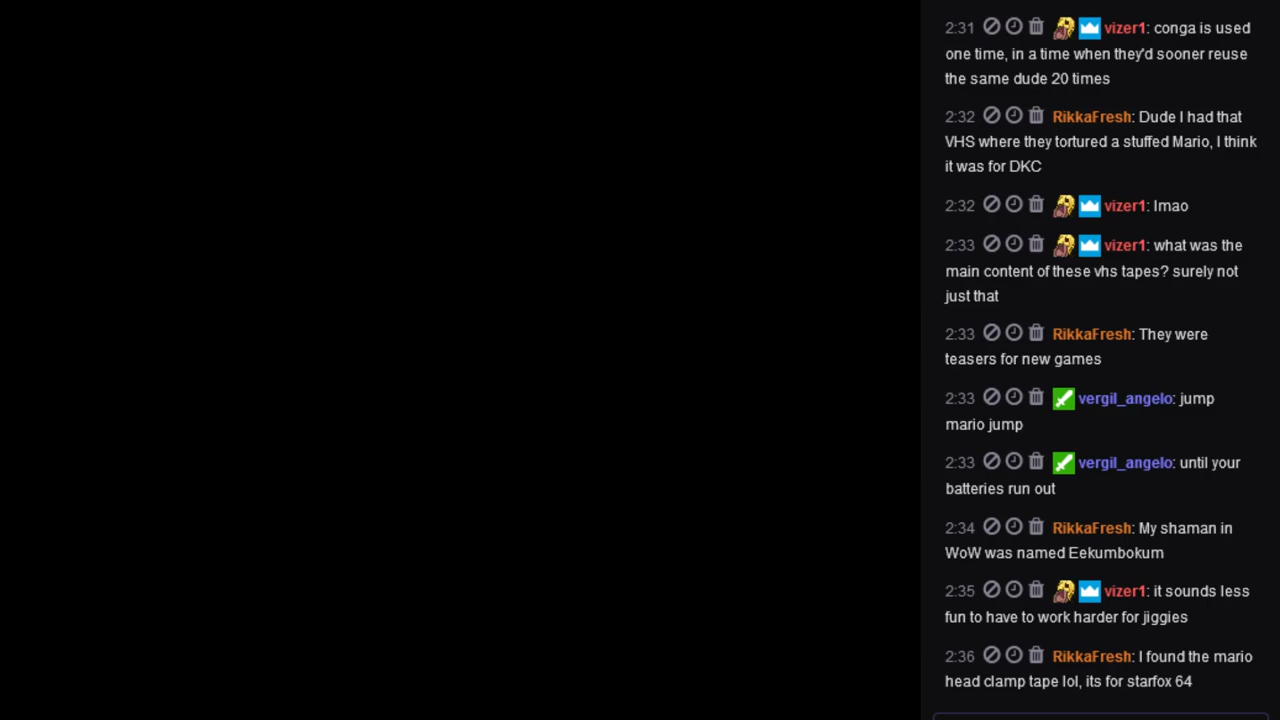 2:31 vizer1: conga is used
one time, in a time when they'd sooner reuse
the same dude 20 times
2:32 RikkaFresh: Dude I had that
VHS where they tortured a stuffed Mario, I think
it was for DKC
2:32 vizer1: lmao
2:33 vizer1: what was the
main content of these vhs tapes? surely not
just that
2:33 RikkaFresh: They were
teasers for new games
2:33 vergil_angelo: jump
mario jump
2:33 vergil_angelo: until your
batteries run out
2:34 RikkaFresh: My shaman in
WoW was named Eekumbokum
2:35 vizer1: it sounds less
fun to have to work harder for jiggies
2:36 RikkaFresh: I found the mario
head clamp tape lol, its for starfox 64